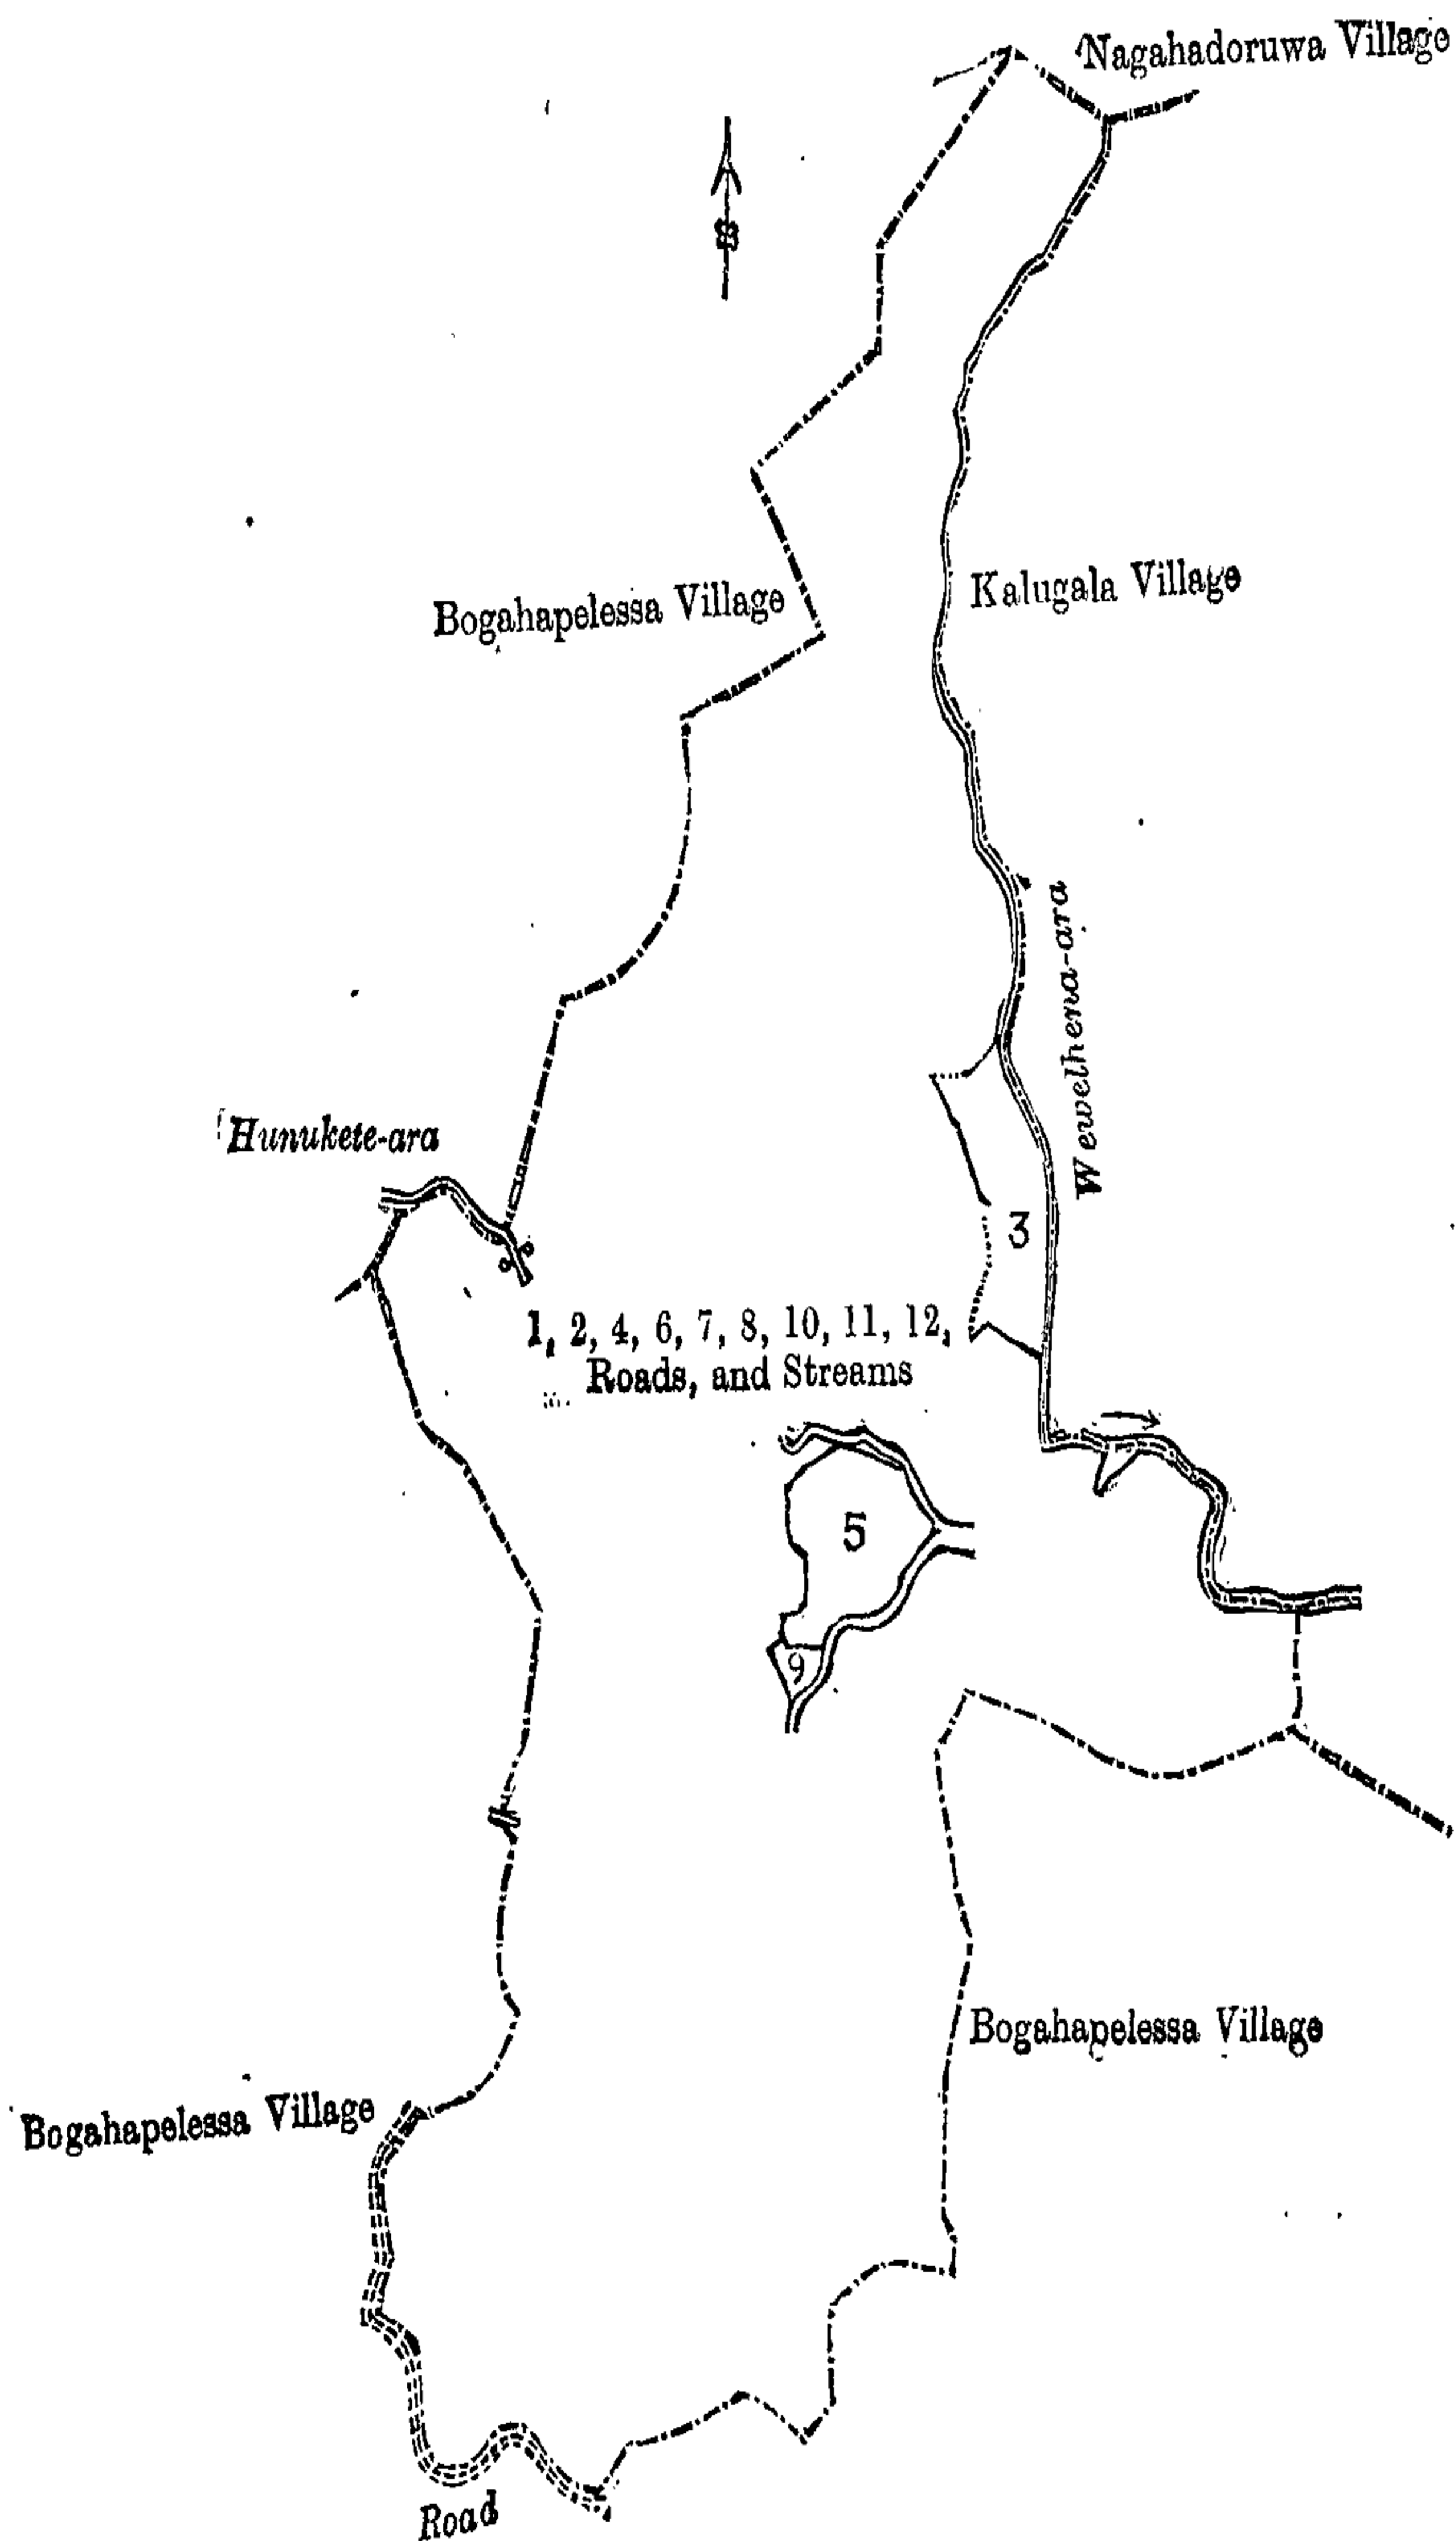 Nagahadoruwa Village
Bogahapelessa Village
Kalugala Village
Wewelhena-ara
Hunukete-ara
3
1, 2, 4, 6, 7, 8, 10, 11, 12,
Roads, and Streams
5
9
Bogahapelessa Village
Bogahapelessa Village
Road